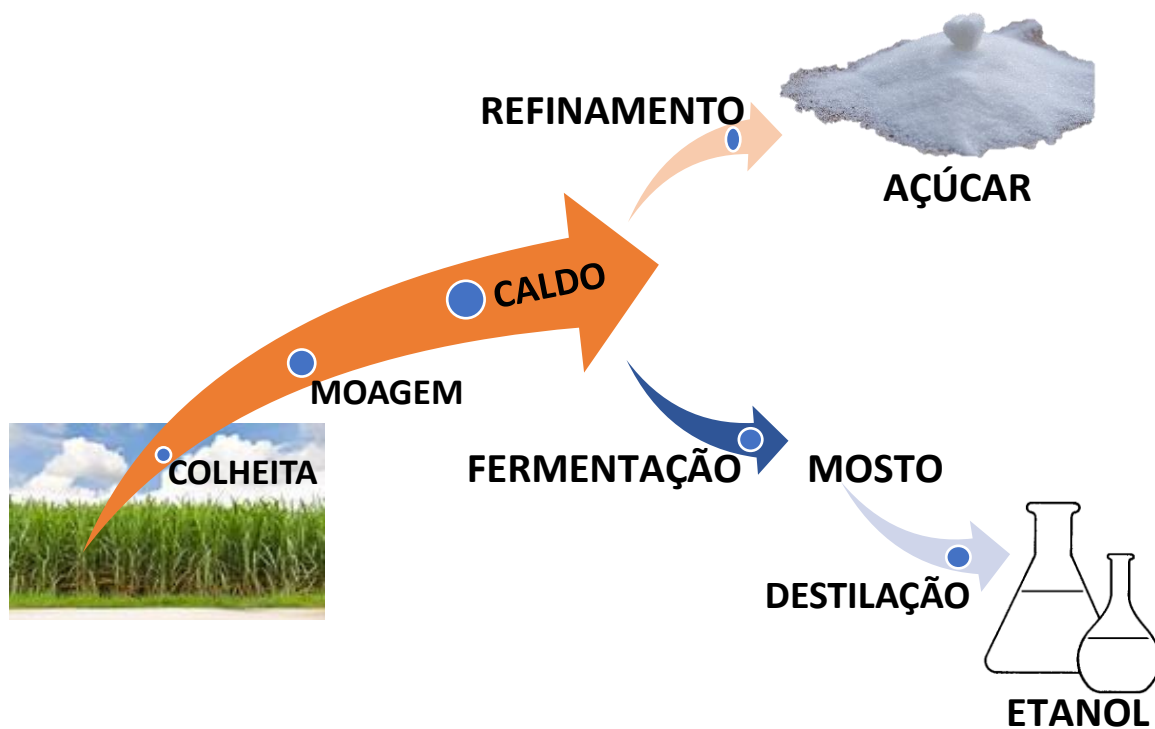 REFINAMENTO
AÇÚCAR
CALDO
MOAGEM
COLHEITA
FERMENTAÇÃO
MOSTO
DESTILAÇÃO
ETANOL